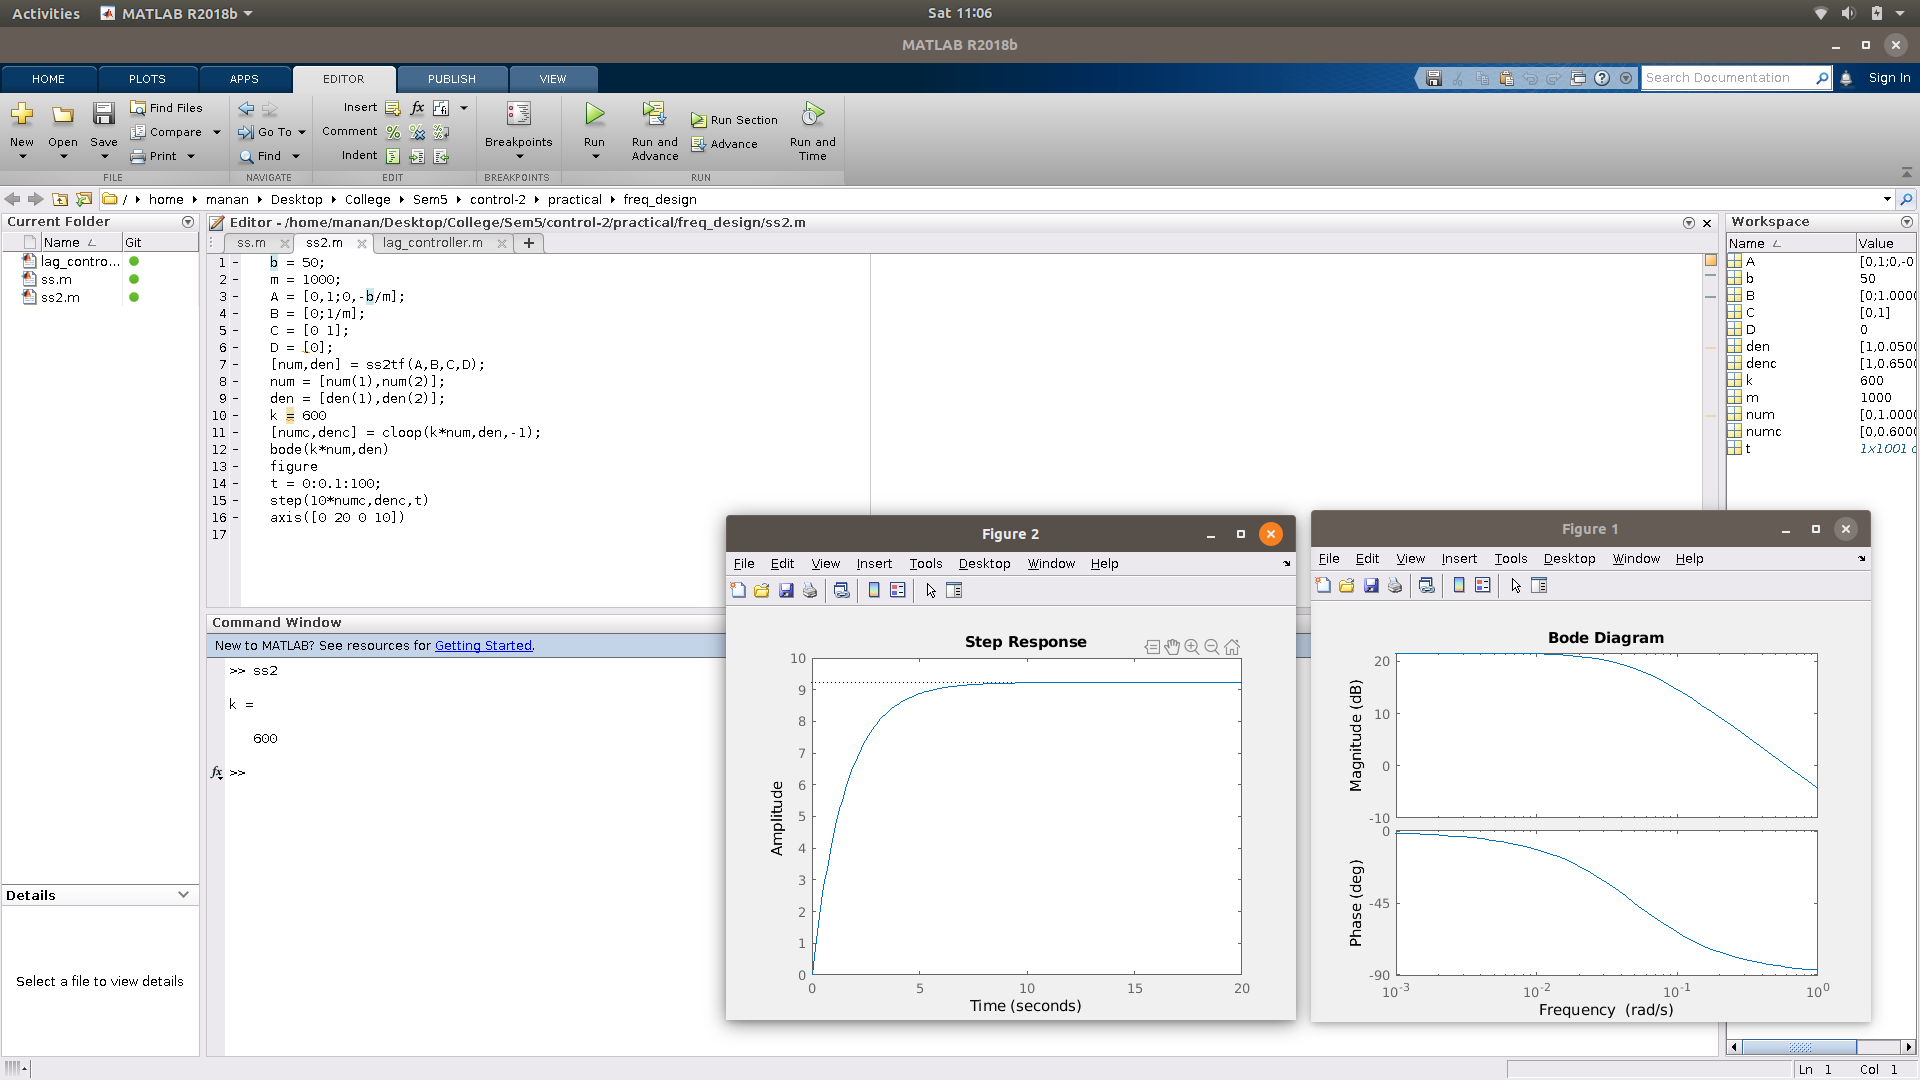 Activities MATLAB R2018b Sat 11:06
MATLAB R2018b
HOME PLOTS APPS EDITOR PUBLISH VIEW Search Documentation Sign In
New Open Save Find Files Compare Print
FILE
Go To Find
NAVIGATE
Insert fx
Comment
Indent
EDIT
Breakpoints
BREAKPOINTS
Run Run and Advance Run Section Advance Run and Time
RUN
/ home manan Desktop College Sem5 control-2 practical freq_design
Current Folder
Name Git
lag_contro...
ss.m
ss2.m
Details
Select a file to view details
Editor - /home/manan/Desktop/College/Sem5/control-2/practical/freq_design/ss2.m
ss.m ss2.m lag_controller.m +
1 - b = 50;
2 - m = 1000;
3 - A = [0,1;0,-b/m];
4 - B = [0;1/m];
5 - C = [0 1];
6 - D = [0];
7 - [num,den] = ss2tf(A,B,C,D);
8 - num = [num(1),num(2)];
9 - den = [den(1),den(2)];
10 - k = 600
11 - [numc,denc] = cloop(k*num,den,-1);
12 - bode(k*num,den)
13 - figure
14 - t = 0:0.1:100;
15 - step(10*numc,denc,t)
16 - axis([0 20 0 10])
17
Command Window
New to MATLAB? See resources for Getting Started.
>> ss2
k =
600
fx >>
Workspace
Name Value
A [0,1;0,-0
b 50
B [0;1.0000
C [0,1]
D 0
den [1,0.0500
denc [1,0.6500
k 600
m 1000
num [0,1.0000
numc [0,0.6000
t 1x1001 d
Figure 2
File Edit View Insert Tools Desktop Window Help
Step Response
Amplitude
10
9
8
7
6
5
4
3
2
1
0
0 5 10 15 20
Time (seconds)
Figure 1
File Edit View Insert Tools Desktop Window Help
Bode Diagram
Magnitude (dB)
20
10
0
-10
Phase (deg)
0
-45
-90
10⁻³ 10⁻² 10⁻¹ 10⁰
Frequency (rad/s)
Ln 1 Col 1